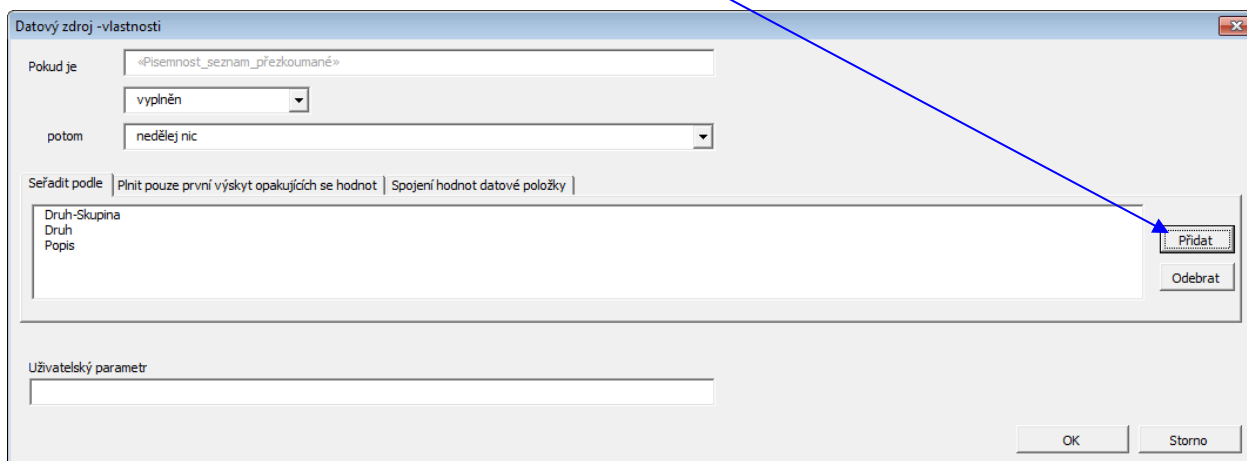 Datový zdroj -vlastnosti
Pokud je
«Pisemnost_seznam_přezkoumané»
vyplněn
potom
nedělej nic
Seřadit podle
Plnit pouze první výskyt opakujících se hodnot
Spojení hodnot datové položky
Druh-Skupina
Druh
Popis
Přidat
Odebrat
Uživatelský parametr
OK
Storno